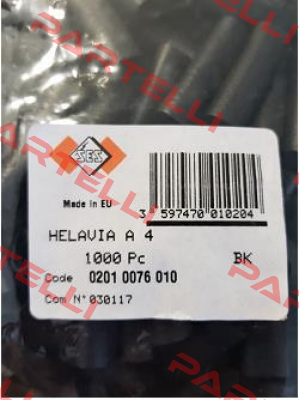 PARTELLI
SES
Made in EU
3 597470 010204
HELAVIA A 4
1000 Pc BK
Code 0201 0076 010
Com N°030117